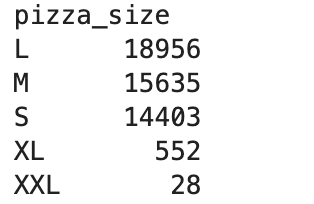 pizza_size
L 18956
M 15635
S 14403
XL 552
XXL 28